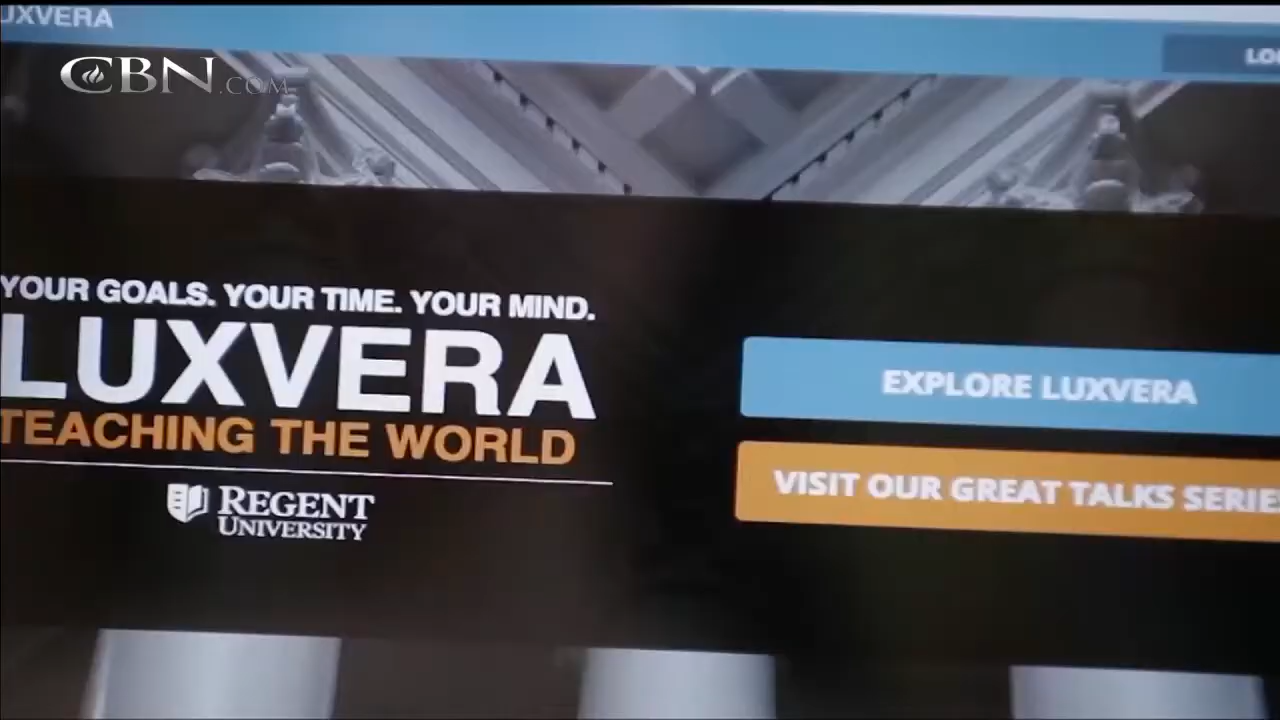 UXVERA
CBN.COM
YOUR GOALS. YOUR TIME. YOUR MIND.
LUXVERA
TEACHING THE WORLD
REGENT
UNIVERSITY
EXPLORE LUXVERA
VISIT OUR GREAT TALKS SERIE